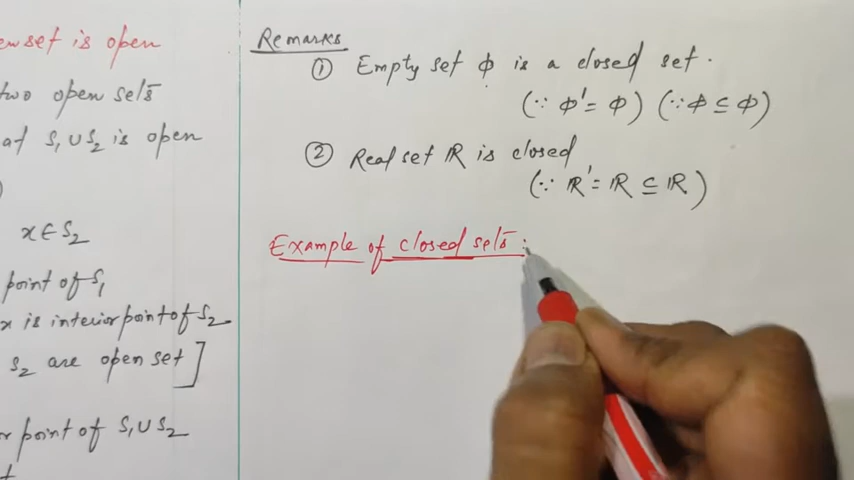 ew set is open
two open sets
at S₁ ∪ S₂ is open
x ∈ S₂
point of S₁
x is interior point of S₂
S₂ are open set]
r point of S₁ ∪ S₂
Remarks
① Empty set ϕ is a closed set.
(∵ ϕ' = ϕ) (∵ ϕ ⊆ ϕ)
② Real set ℝ is closed
(∵ ℝ' = ℝ ⊆ ℝ)
Example of closed sets: